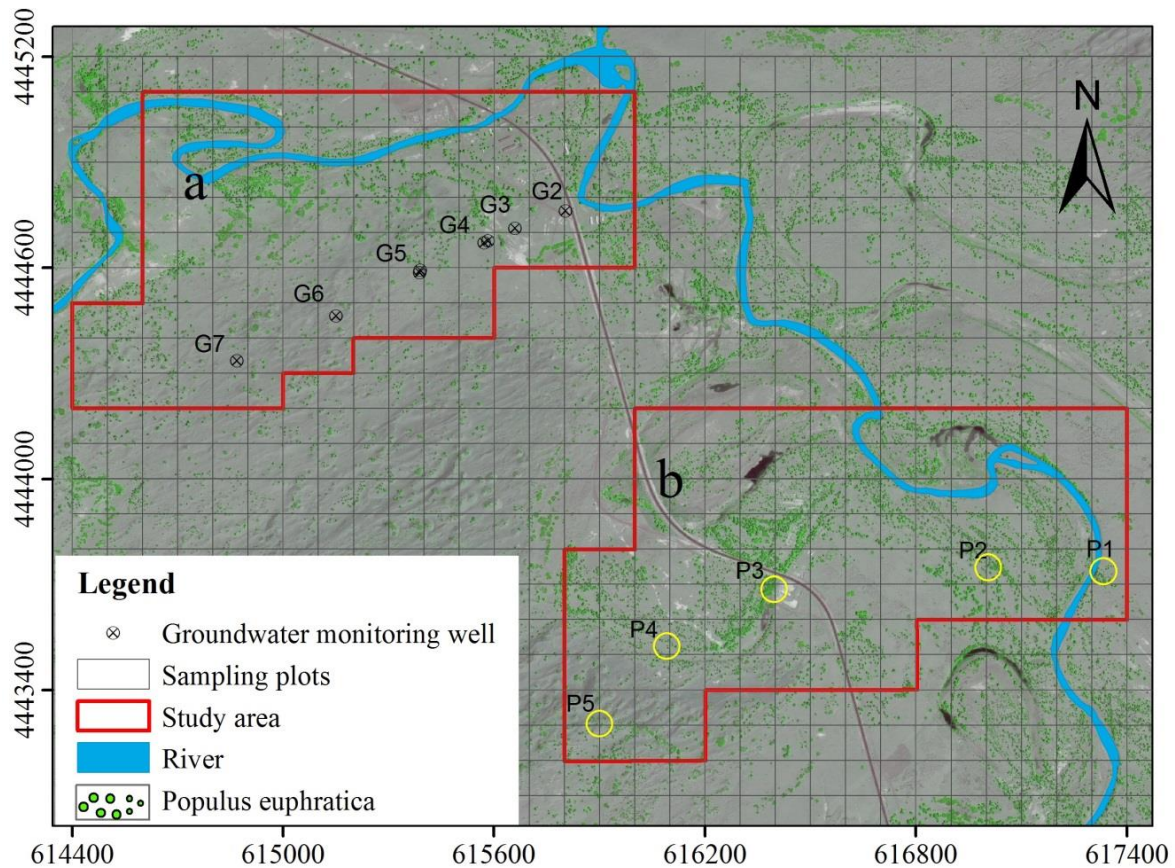 4445200
4444600
4444000
4443400
N
a
G2
G3
G4
G5
G6
G7
b
P1
P2
P3
P4
P5
Legend
Groundwater monitoring well
Sampling plots
Study area
River
Populus euphratica
614400 615000 615600 616200 616800 617400